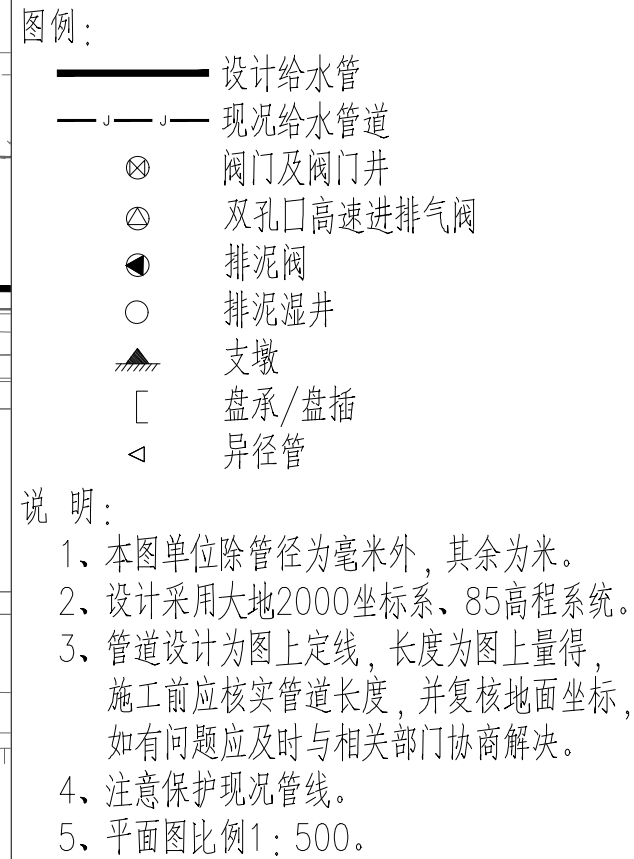 图例：
设计给水管
J J 现况给水管道
阀门及阀门井
双孔口高速进排气阀
排泥阀
排泥湿井
支墩
盘承/盘插
异径管
说 明：
1、本图单位除管径为毫米外，其余为米。
2、设计采用大地2000坐标系、85高程系统。
3、管道设计为图上定线，长度为图上量得，
施工前应核实管道长度，并复核地面坐标，
如有问题应及时与相关部门协商解决。
4、注意保护现况管线。
5、平面图比例1：500。